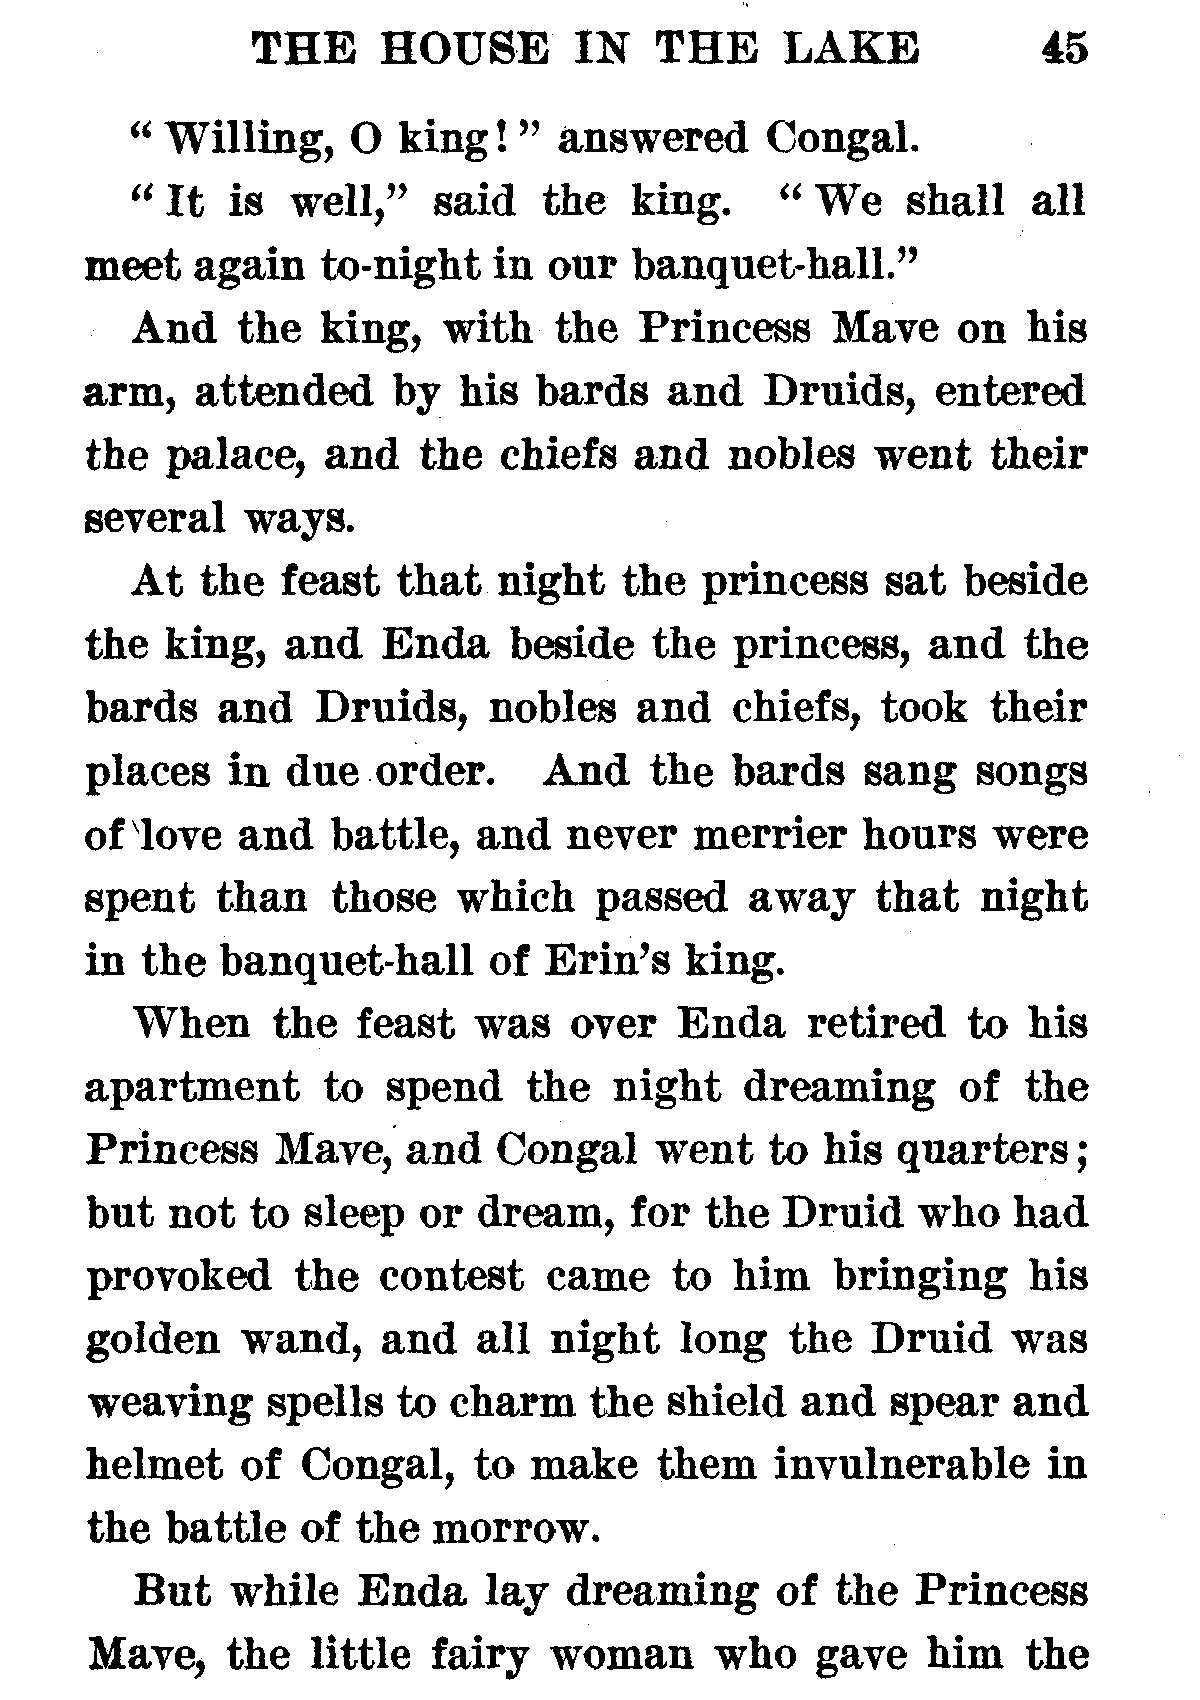 THE HOUSE IN THE LAKE 45
“ Willing, O king! ” answered Congal.
“ It is well,” said the king. “ We shall all
meet again to-night in our banquet-hall.”
And the king, with the Princess Mave on his
arm, attended by his bards and Druids, entered
the palace, and the chiefs and nobles went their
several ways.
At the feast that night the princess sat beside
the king, and Enda beside the princess, and the
bards and Druids, nobles and chiefs, took their
places in due order. And the bards sang songs
of love and battle, and never merrier hours were
spent than those which passed away that night
in the banquet-hall of Erin’s king.
When the feast was over Enda retired to his
apartment to spend the night dreaming of the
Princess Mave, and Congal went to his quarters;
but not to sleep or dream, for the Druid who had
provoked the contest came to him bringing his
golden wand, and all night long the Druid was
weaving spells to charm the shield and spear and
helmet of Congal, to make them invulnerable in
the battle of the morrow.
But while Enda lay dreaming of the Princess
Mave, the little fairy woman who gave him the